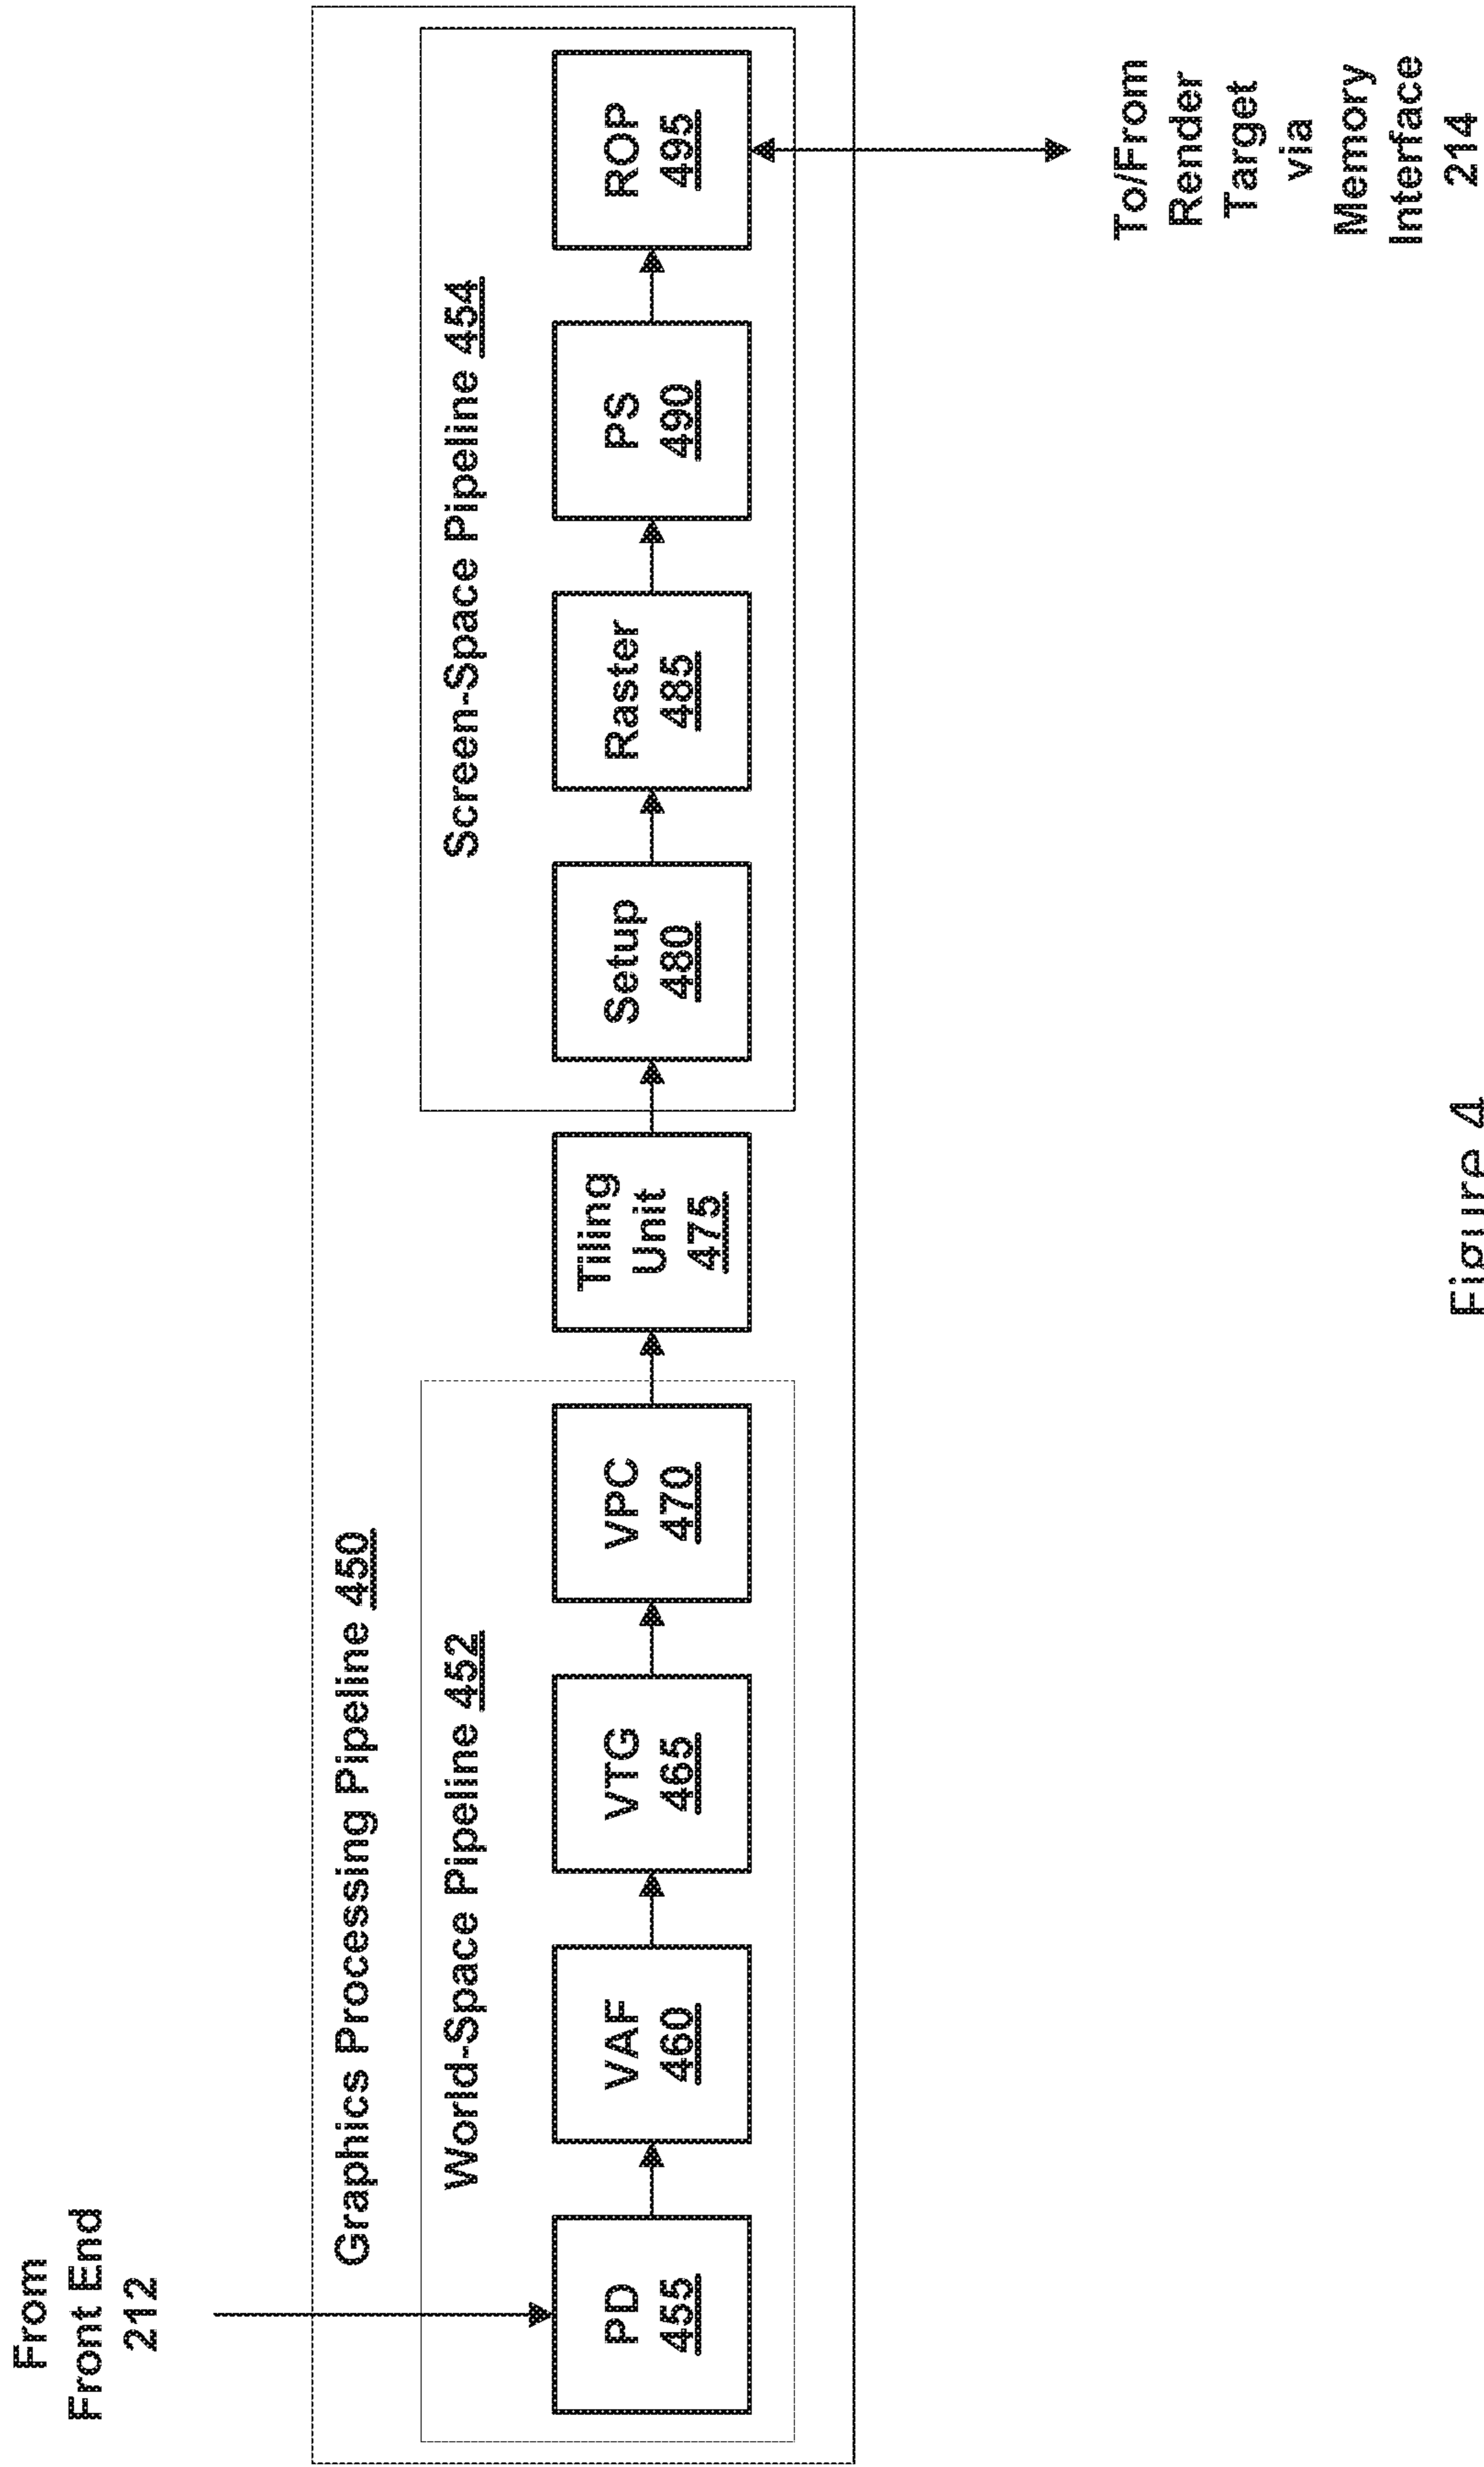 From
Front End
212
Graphics Processing Pipeline 450
World-Space Pipeline 452
PD
455
VAF
460
VTG
465
VPC
470
Tiling
Unit
475
Screen-Space Pipeline 454
Setup
480
Raster
485
PS
490
ROP
495
To/From
Render
Target
via
Memory
Interface
214
Figure 4